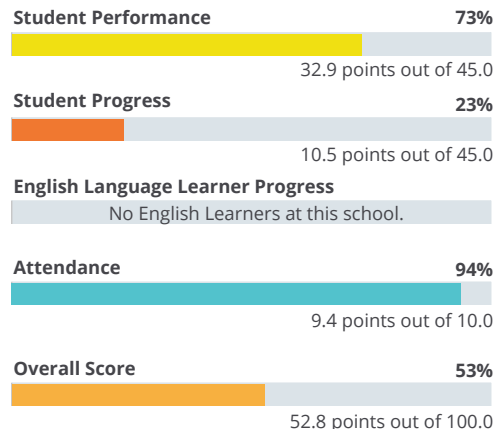 Student Performance 73%
32.9 points out of 45.0
Student Progress 23%
10.5 points out of 45.0
English Language Learner Progress
No English Learners at this school.
Attendance 94%
9.4 points out of 10.0
Overall Score 53%
52.8 points out of 100.0